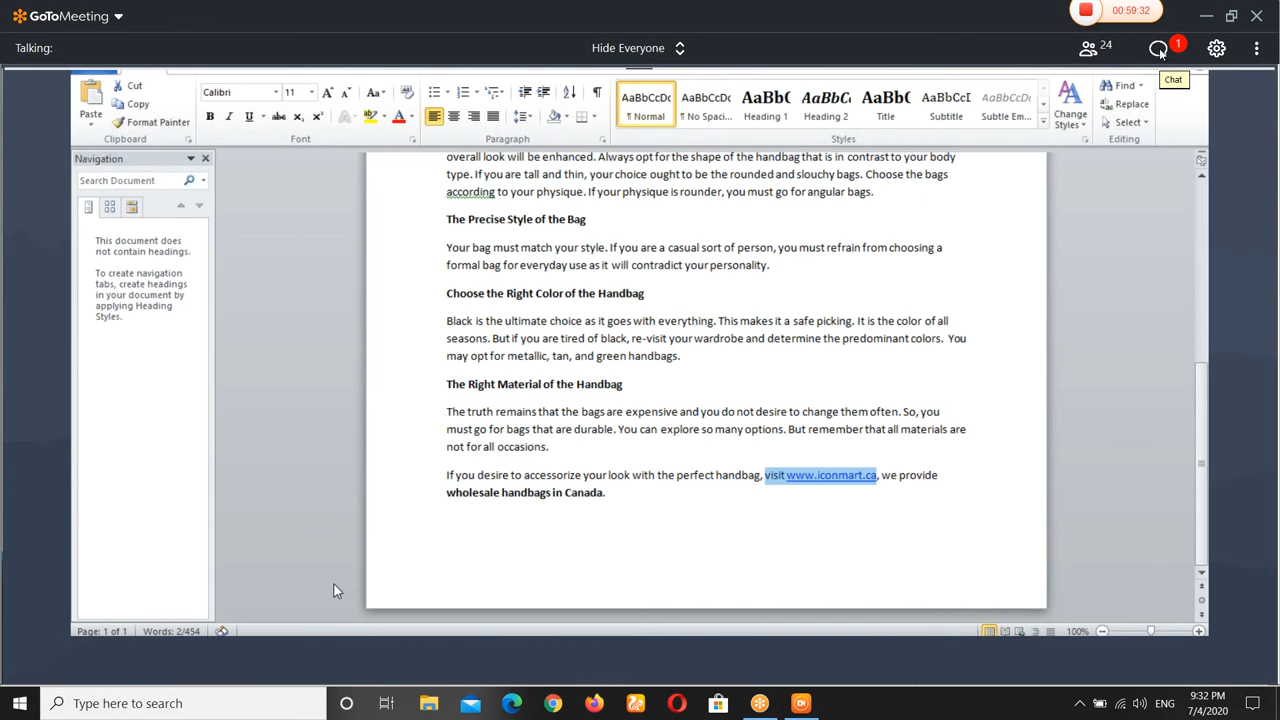 GoToMeeting
00:59:32
Talking:
Hide Everyone
24
1
Chat
Paste
Cut
Copy
Format Painter
Clipboard
Calibri
11
Aa
B I U abc x₂ x²
A
ab
A
Font
Paragraph
AaBbCcDc
¶ Normal
AaBbCcDc
¶ No Spaci...
AaBbC
Heading 1
AaBbCc
Heading 2
AaBbC
Title
AaBbCcD
Subtitle
AaBbCcDc
Subtle Em...
Styles
Change
Styles
Find
Replace
Select
Editing
Navigation
Search Document
This document does
not contain headings.
To create navigation
tabs, create headings
in your document by
applying Heading
Styles.
overall look will be enhanced. Always opt for the shape of the handbag that is in contrast to your body
type. If you are tall and thin, your choice ought to be the rounded and slouchy bags. Choose the bags
according to your physique. If your physique is rounder, you must go for angular bags.
The Precise Style of the Bag
Your bag must match your style. If you are a casual sort of person, you must refrain from choosing a
formal bag for everyday use as it will contradict your personality.
Choose the Right Color of the Handbag
Black is the ultimate choice as it goes with everything. This makes it a safe picking. It is the color of all
seasons. But if you are tired of black, re-visit your wardrobe and determine the predominant colors. You
may opt for metallic, tan, and green handbags.
The Right Material of the Handbag
The truth remains that the bags are expensive and you do not desire to change them often. So, you
must go for bags that are durable. You can explore so many options. But remember that all materials are
not for all occasions.
If you desire to accessorize your look with the perfect handbag, visit www.iconmart.ca, we provide
wholesale handbags in Canada.
Page: 1 of 1
Words: 2/454
100%
Type here to search
ENG
9:32 PM
7/4/2020